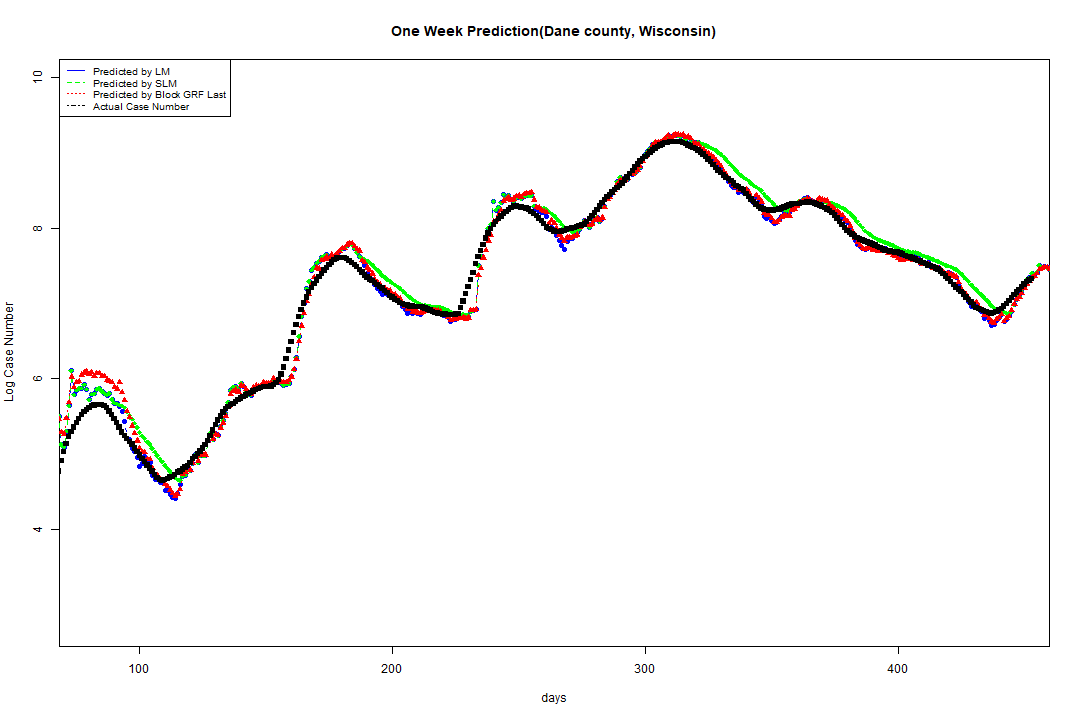 One Week Prediction(Dane county, Wisconsin)
Predicted by LM
Predicted by SLM
Predicted by Block GRF Last
Actual Case Number
Log Case Number
10
8
6
4
100
200
300
400
days